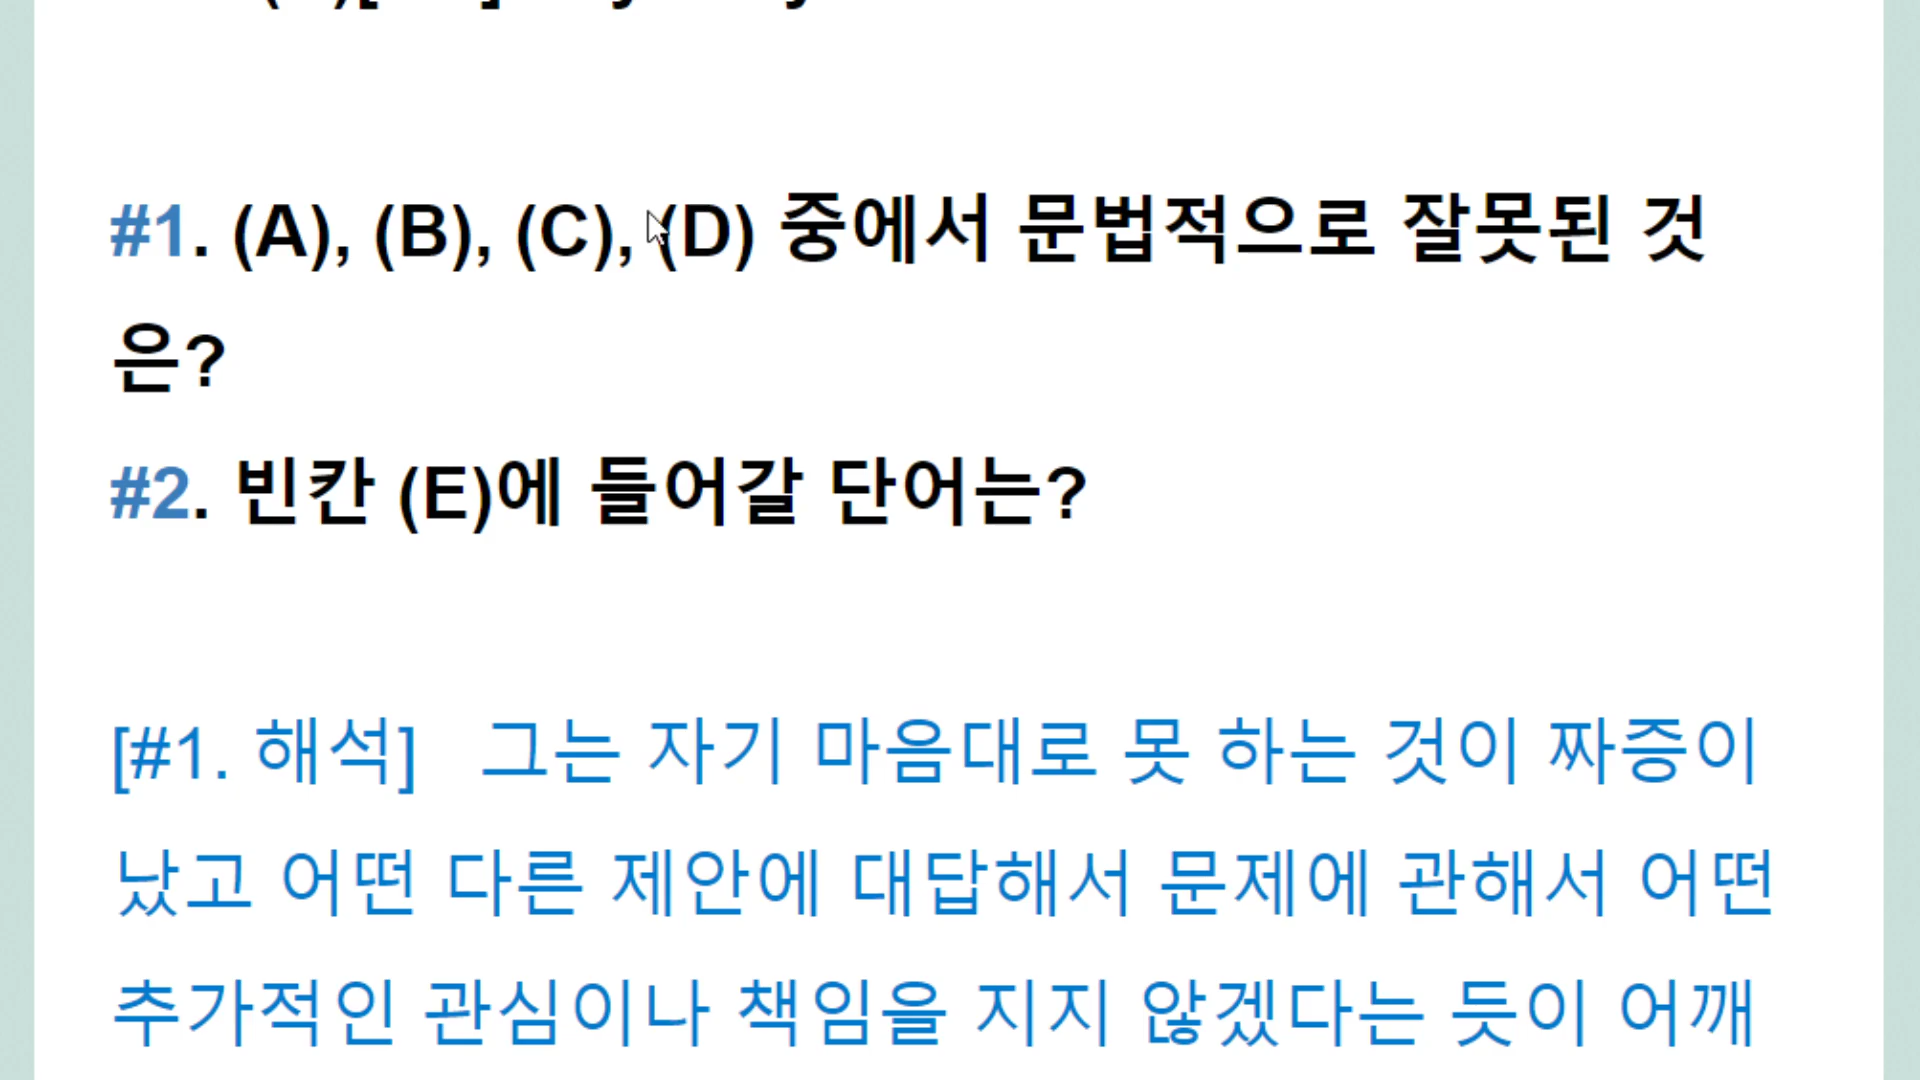 #1. (A), (B), (C), (D) 중에서 문법적으로 잘못된 것
은?
#2. 빈칸 (E)에 들어갈 단어는?
[#1. 해석] 그는 자기 마음대로 못 하는 것이 짜증이
났고 어떤 다른 제안에 대답해서 문제에 관해서 어떤
추가적인 관심이나 책임을 지지 않겠다는 듯이 어깨